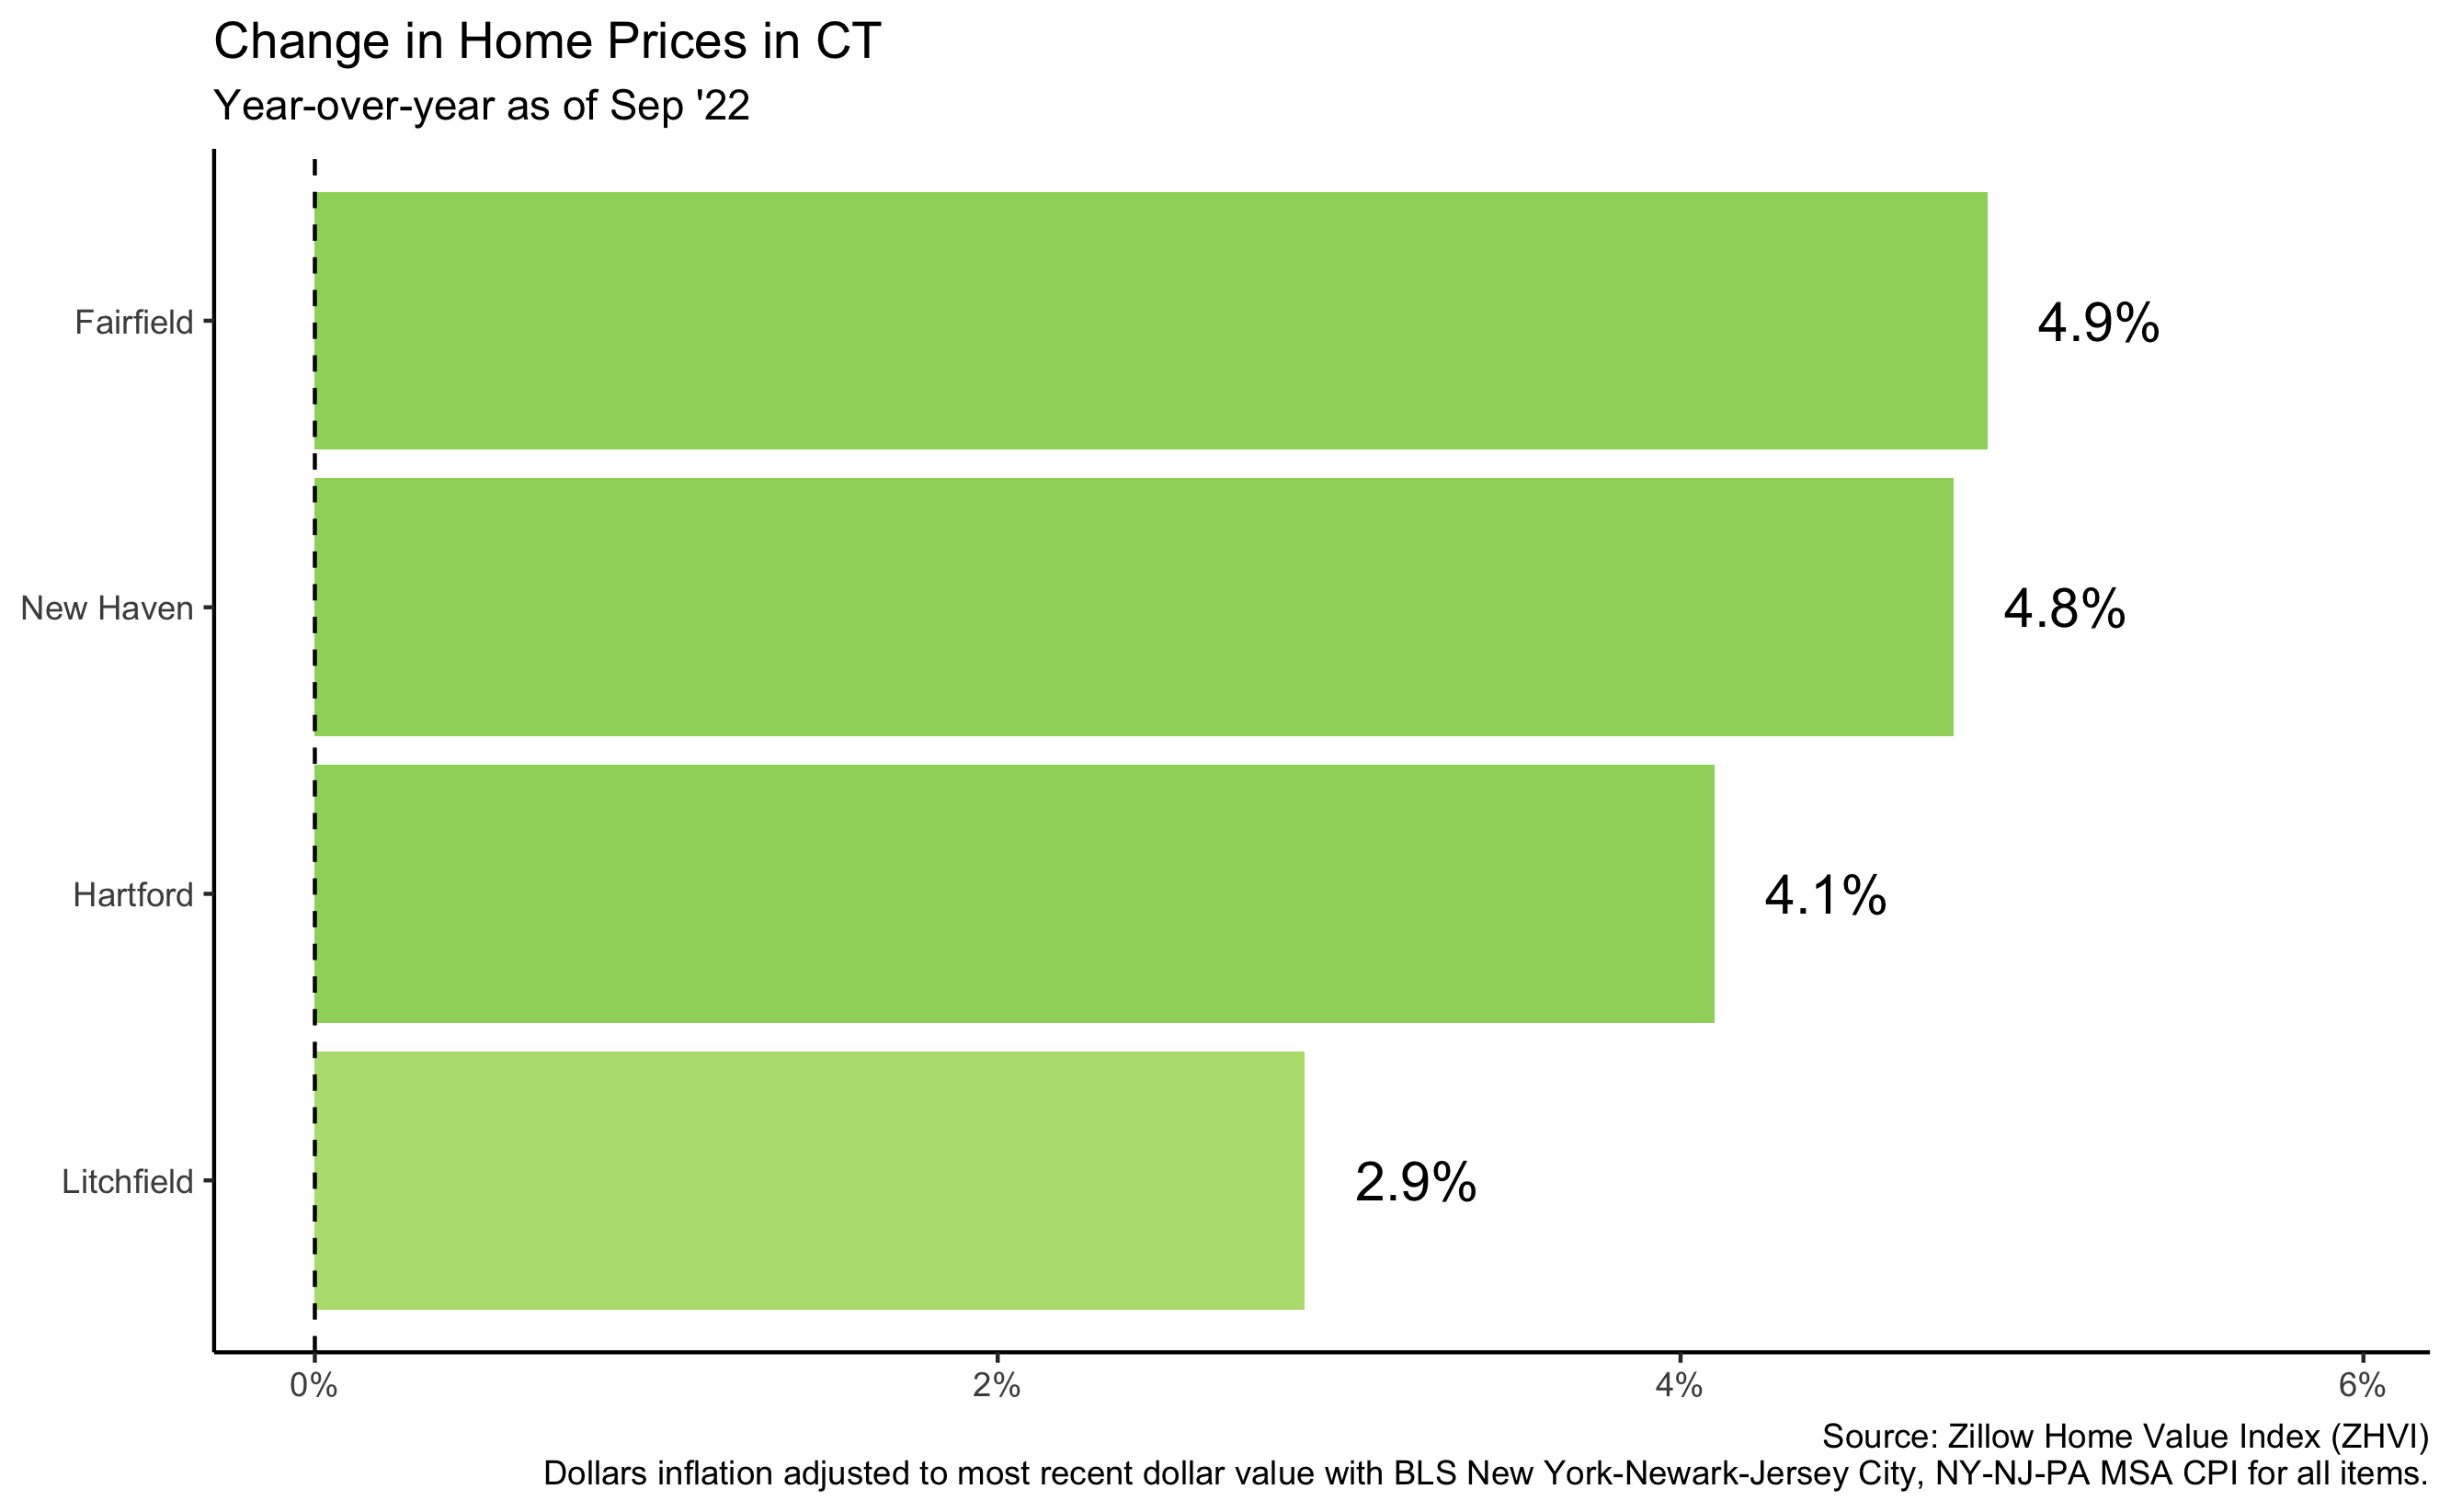 Change in Home Prices in CT
Year-over-year as of Sep '22
Fairfield
4.9%
New Haven
4.8%
Hartford
4.1%
Litchfield
2.9%
0%
2%
4%
6%
Source: Zillow Home Value Index (ZHVI)
Dollars inflation adjusted to most recent dollar value with BLS New York-Newark-Jersey City, NY-NJ-PA MSA CPI for all items.